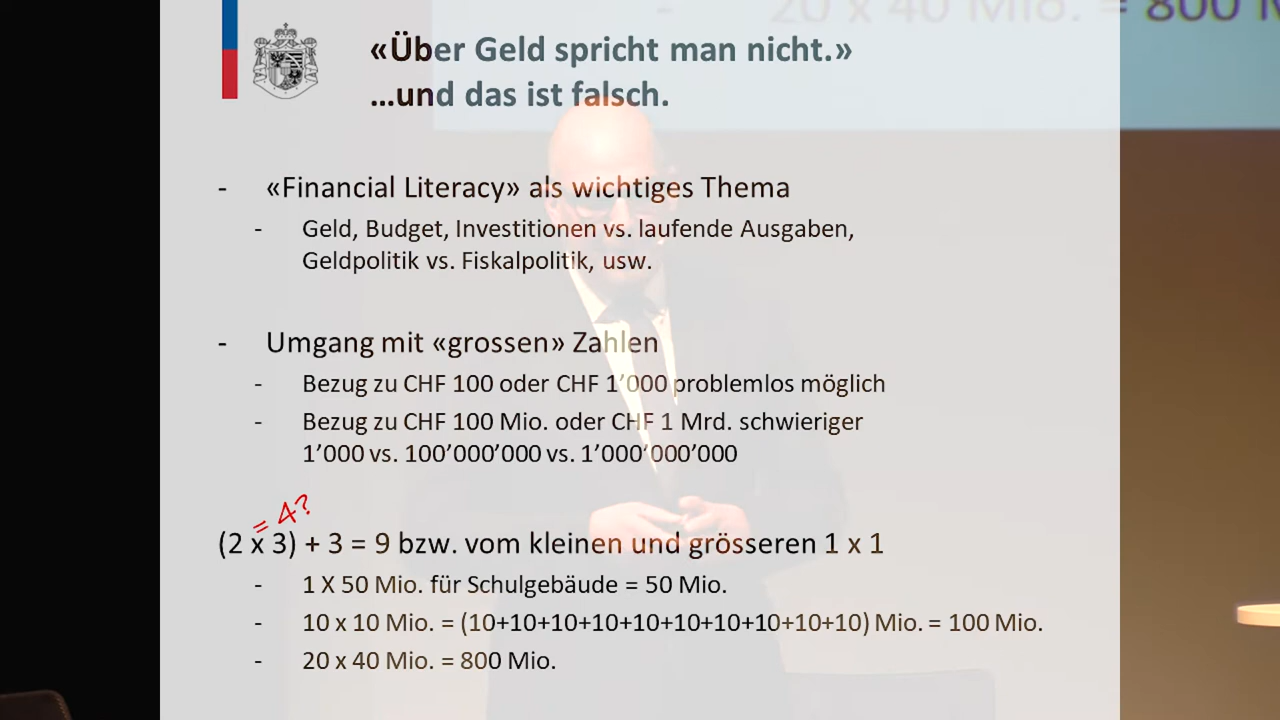 20 x 40 Mio. = 800 M
«Über Geld spricht man nicht.»
…und das ist falsch.
- «Financial Literacy» als wichtiges Thema
- Geld, Budget, Investitionen vs. laufende Ausgaben,
Geldpolitik vs. Fiskalpolitik, usw.
- Umgang mit «grossen» Zahlen
- Bezug zu CHF 100 oder CHF 1’000 problemlos möglich
- Bezug zu CHF 100 Mio. oder CHF 1 Mrd. schwieriger
1’000 vs. 100’000’000 vs. 1’000’000’000
= 4?
(2 x 3) + 3 = 9 bzw. vom kleinen und grösseren 1 x 1
- 1 X 50 Mio. für Schulgebäude = 50 Mio.
- 10 x 10 Mio. = (10+10+10+10+10+10+10+10+10+10) Mio. = 100 Mio.
- 20 x 40 Mio. = 800 Mio.